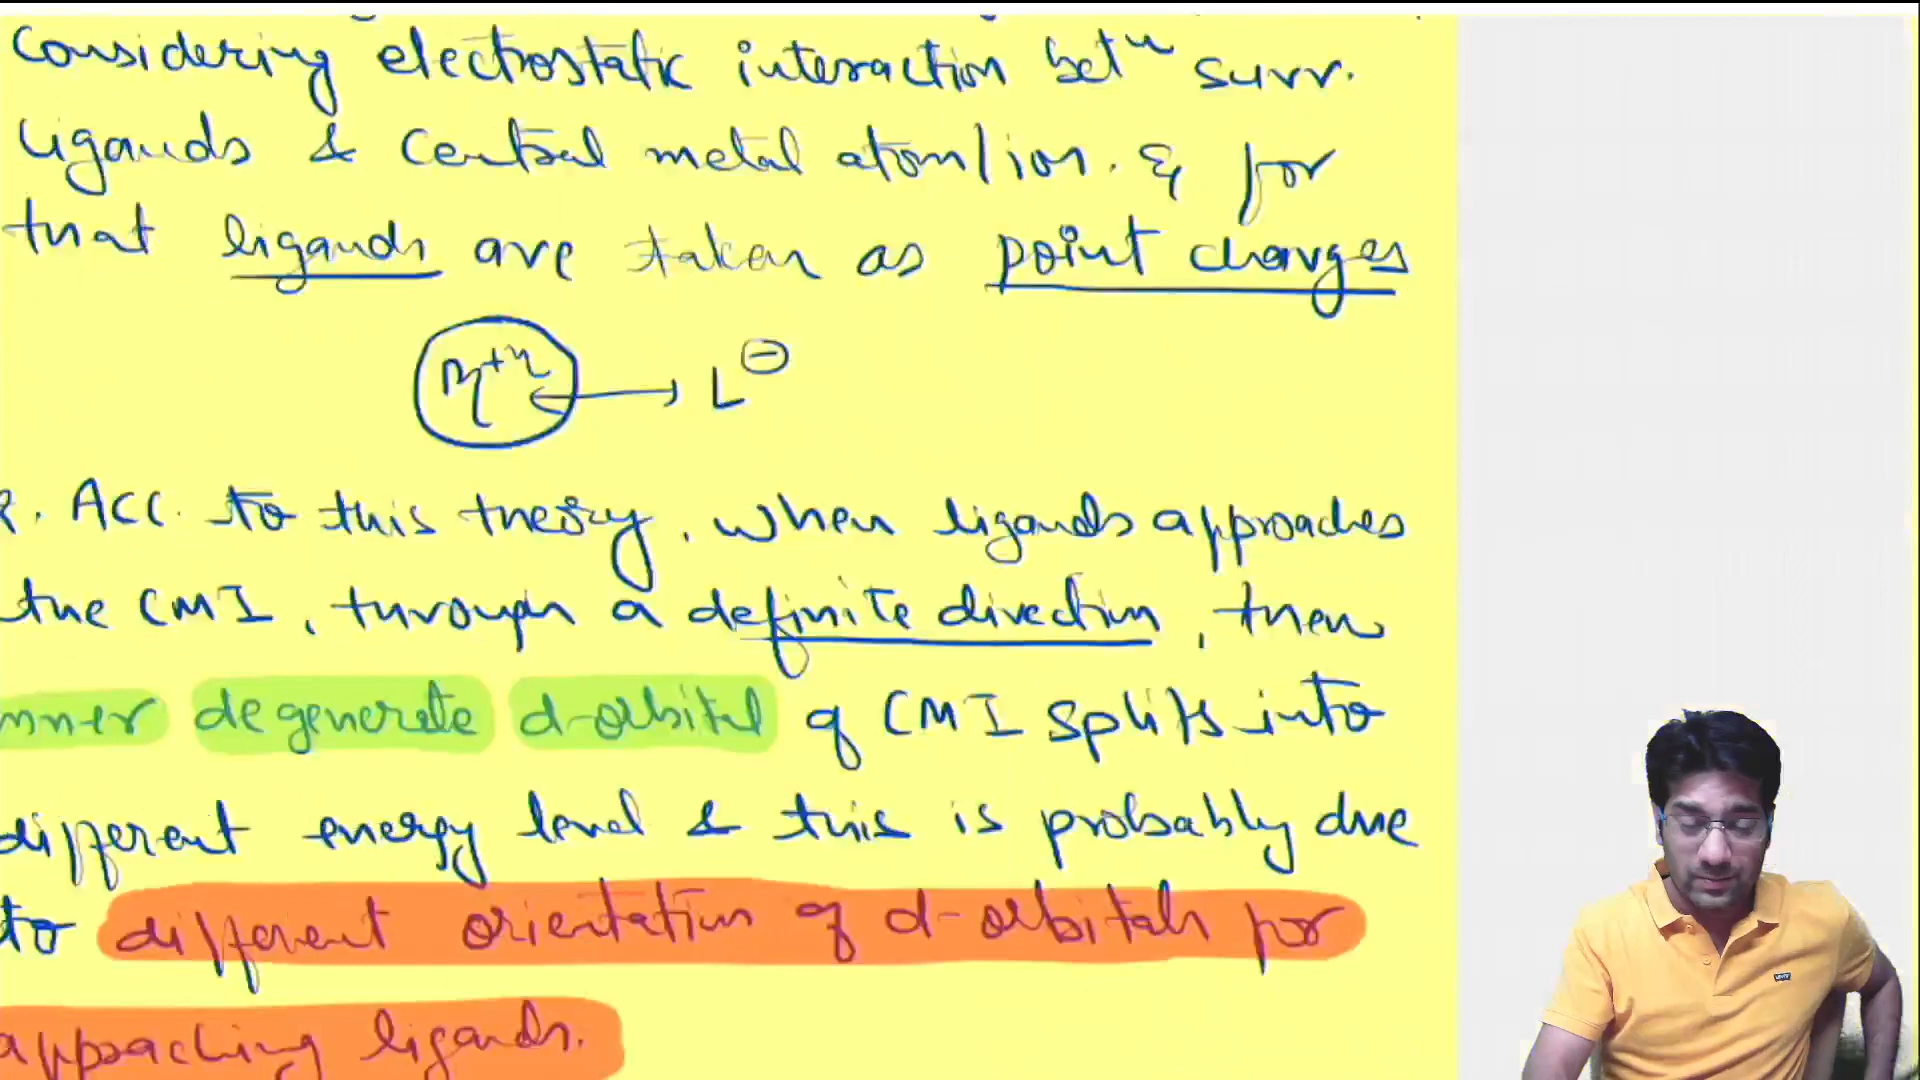 considering electrostatic interaction betⁿ surr.
ligands & central metal atom/ion. & for
that ligands are taken as point charges
M⁺ⁿ L⊖
2. Acc. to this theory, when ligands approaches
the CMI, through a definite direction, then
inner degenerate d-orbital of CMI splits into
different energy level & this is probably due
to different orientation of d-orbitals for
approaching ligands.